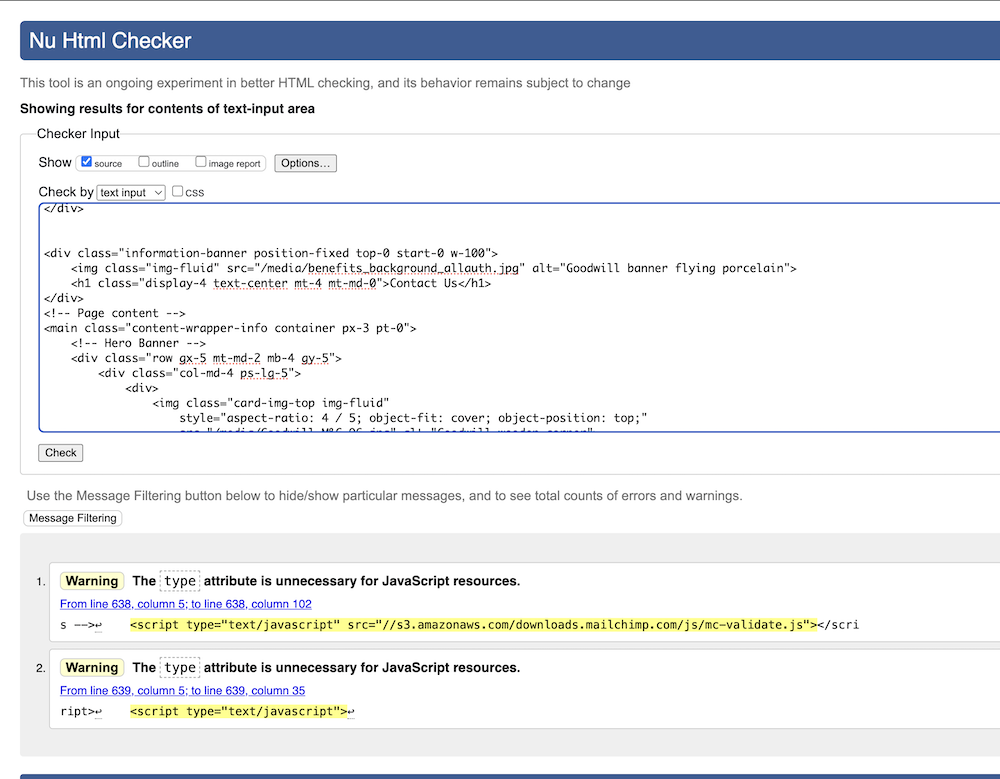 Nu Html Checker
This tool is an ongoing experiment in better HTML checking, and its behavior remains subject to change
Showing results for contents of text-input area
Checker Input
Show source outline image report Options...
Check by text input css
</div>
<div class="information-banner position-fixed top-0 start-0 w-100">
<img class="img-fluid" src="/media/benefits_background_allauth.jpg" alt="Goodwill banner flying porcelain">
<h1 class="display-4 text-center mt-4 mt-md-0">Contact Us</h1>
</div>
<!-- Page content -->
<main class="content-wrapper-info container px-3 pt-0">
<!-- Hero Banner -->
<div class="row gx-5 mt-md-2 mb-4 gy-5">
<div class="col-md-4 ps-lg-5">
<div>
<img class="card-img-top img-fluid"
style="aspect-ratio: 4 / 5; object-fit: cover; object-position: top;"
Check
Use the Message Filtering button below to hide/show particular messages, and to see total counts of errors and warnings.
Message Filtering
1. Warning The type attribute is unnecessary for JavaScript resources.
From line 638, column 5; to line 638, column 102
s -->↩ <script type="text/javascript" src="//s3.amazonaws.com/downloads.mailchimp.com/js/mc-validate.js"></scri
2. Warning The type attribute is unnecessary for JavaScript resources.
From line 639, column 5; to line 639, column 35
ript>↩ <script type="text/javascript">↩